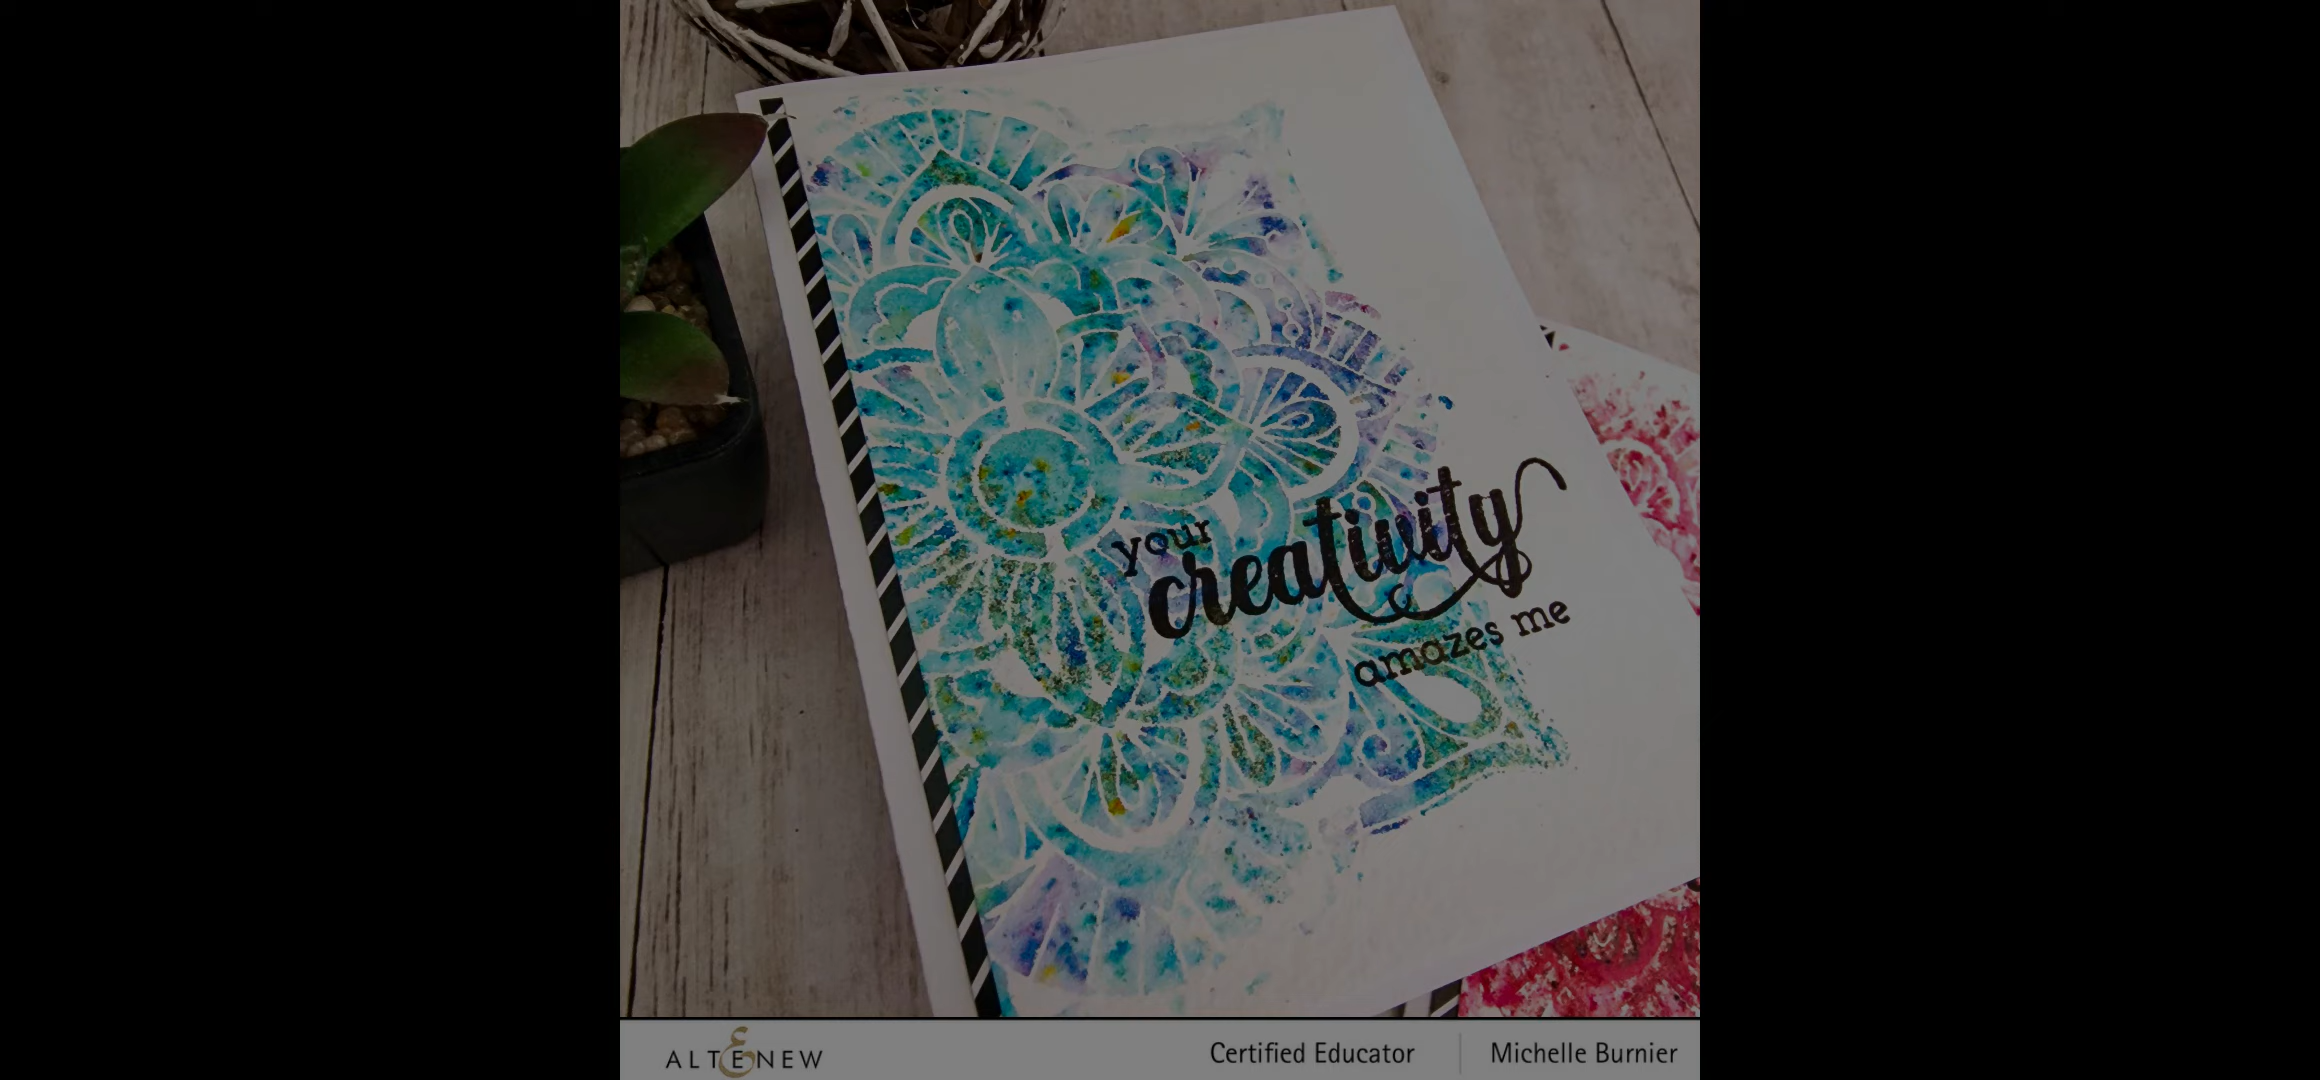 your
creativity
amazes me
ALTENEW
Certified Educator
Michelle Burnier